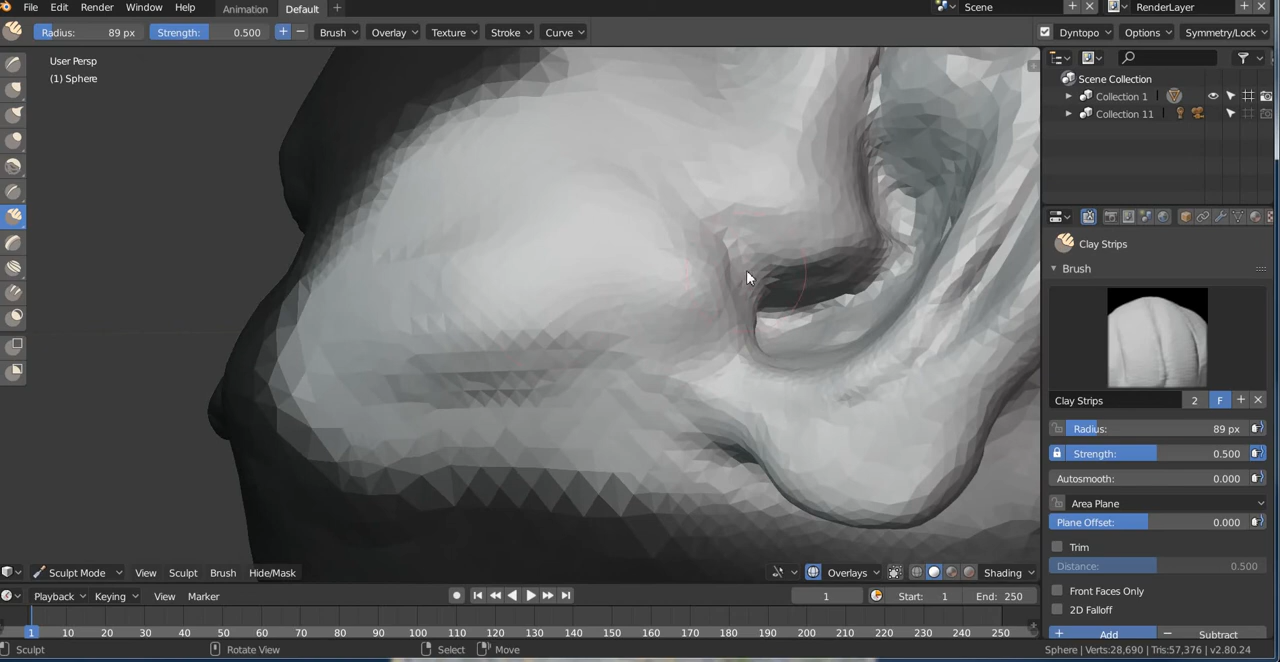 File Edit Render Window Help Animation Default + Scene RenderLayer
Radius: 89 px Strength: 0.500 Brush Overlay Texture Stroke Curve Dyntopo Options Symmetry/Lock
User Persp
(1) Sphere
Scene Collection
Collection 1
Collection 11
Clay Strips
Brush
Clay Strips 2 F
Radius: 89 px
Strength: 0.500
Autosmooth: 0.000
Area Plane
Plane Offset: 0.000
Trim
Distance: 0.500
Front Faces Only
2D Falloff
Add Subtract
Sculpt Mode View Sculpt Brush Hide/Mask Overlays Shading
Playback Keying View Marker 1 Start: 1 End: 250
1 10 20 30 40 50 60 70 80 90 100 110 120 130 140 150 160 170 180 190 200 210 220 230 240 250
Sculpt Rotate View Select Move Sphere | Verts:28,690 | Tris:57,376 | v2.80.24